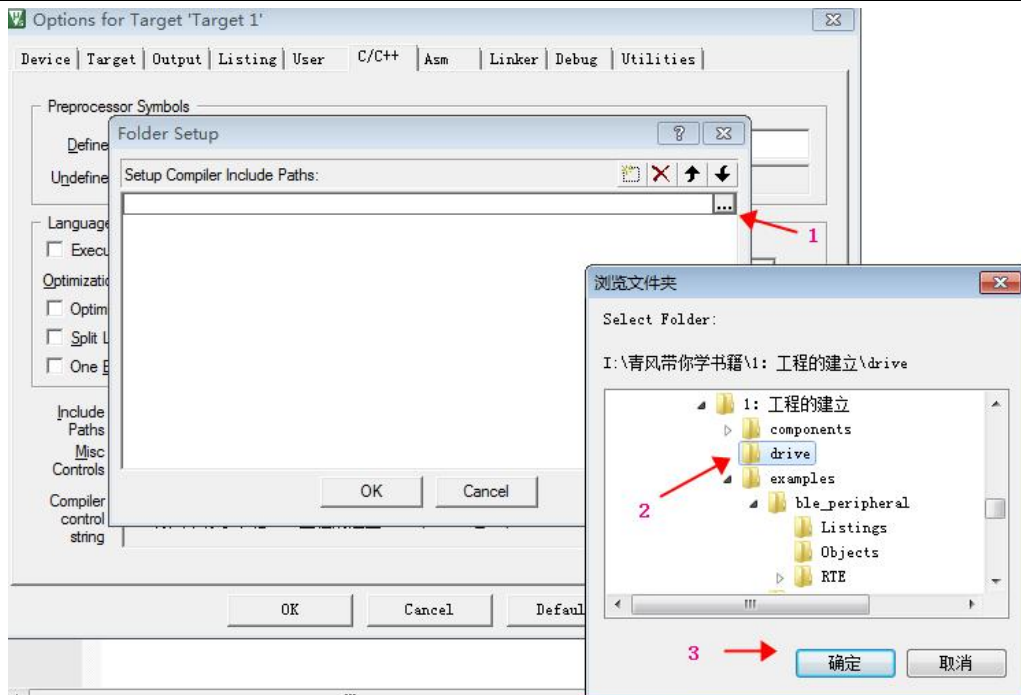 Options for Target 'Target 1'
Device Target Output Listing User C/C++ Asm Linker Debug Utilities
Preprocessor Symbols
Define
Undefine
Folder Setup
Setup Compiler Include Paths:
...
1
Language
Execu
Optimizatio
Optim
Split L
One E
Include
Paths
Misc
Controls
Compiler
control
string
OK Cancel
OK Cancel Defaul
浏览文件夹
Select Folder:
I:\青风带你学书籍\1: 工程的建立\drive
1: 工程的建立
components
drive
examples
2
ble_peripheral
Listings
Objects
RTE
3
确定 取消